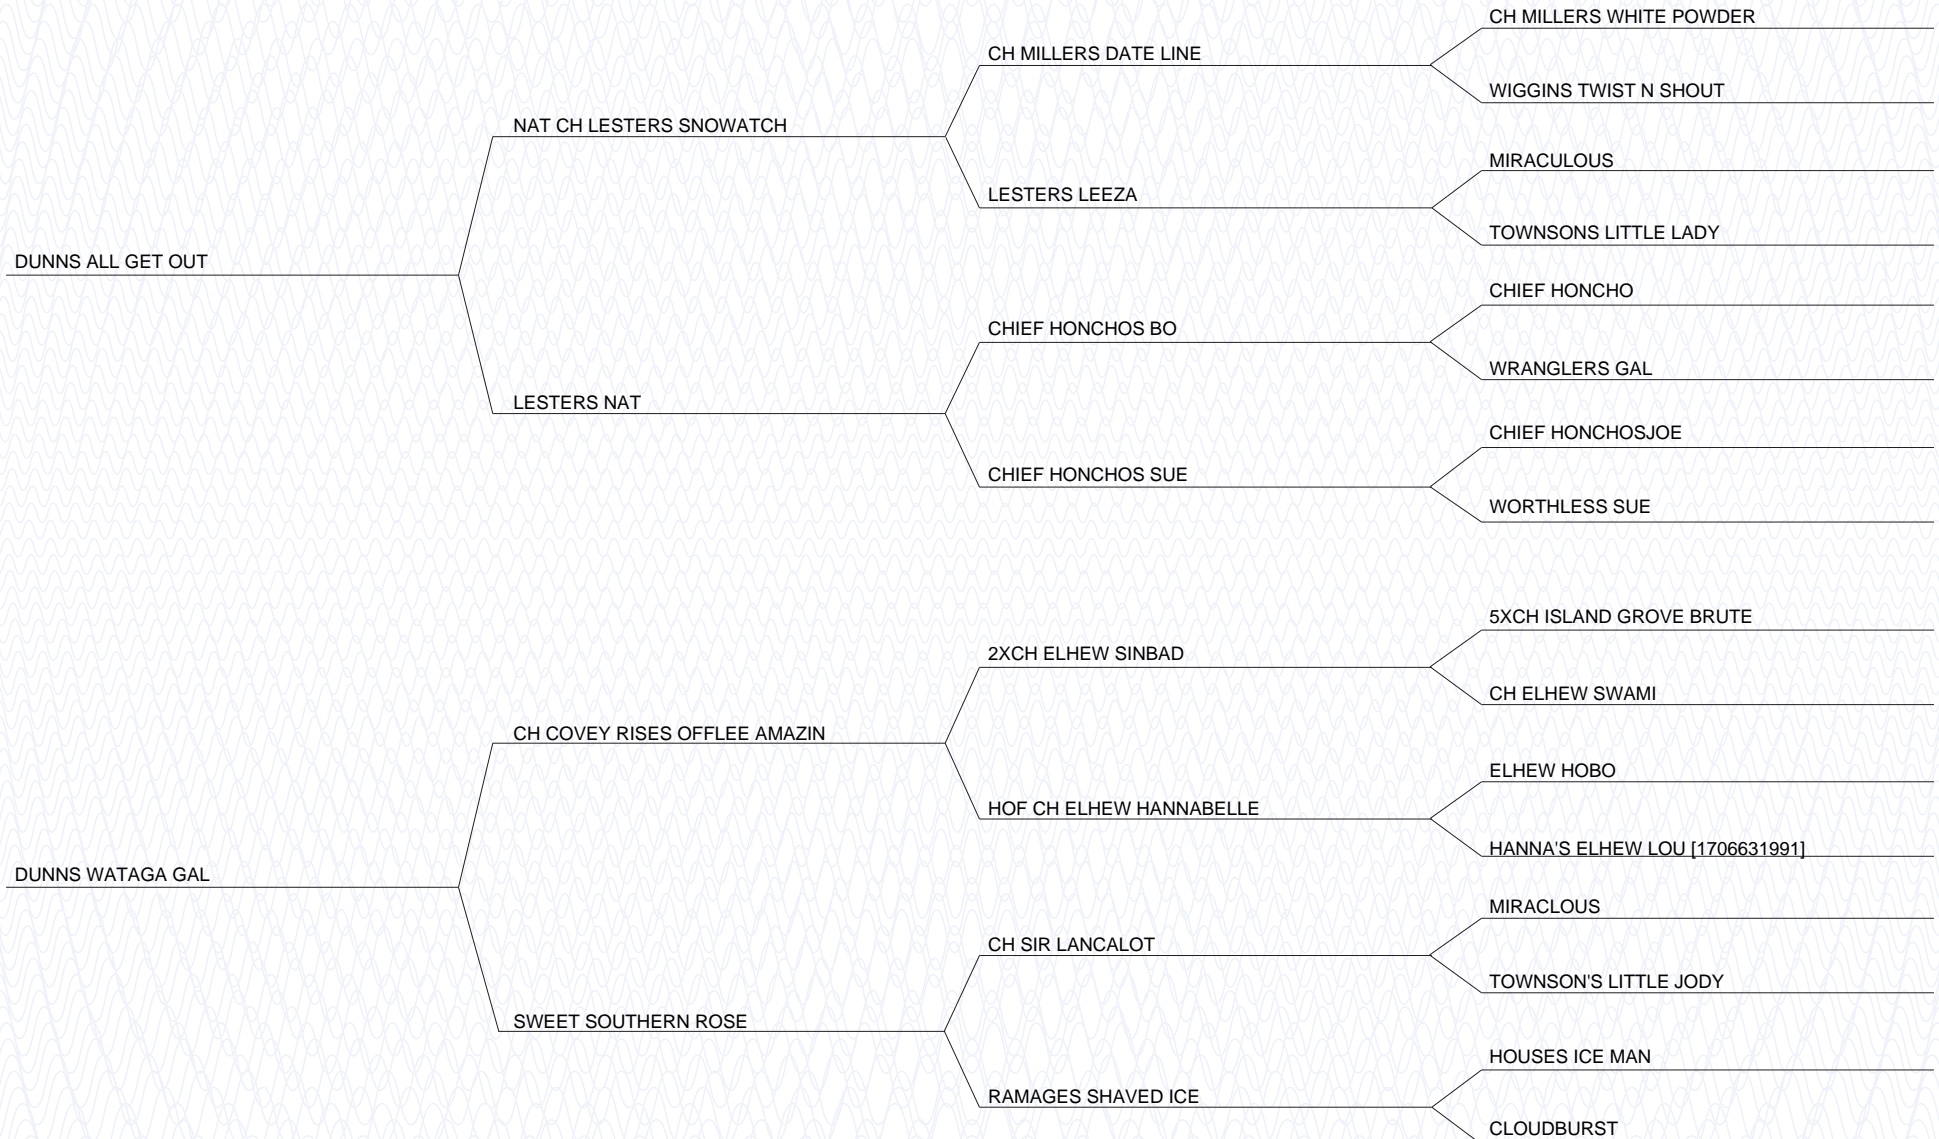 CH MILLERS WHITE POWDER
CH MILLERS DATE LINE
WIGGINS TWIST N SHOUT
NAT CH LESTERS SNOWATCH
MIRACULOUS
LESTERS LEEZA
TOWNSONS LITTLE LADY
DUNNS ALL GET OUT
CHIEF HONCHO
CHIEF HONCHOS BO
WRANGLERS GAL
LESTERS NAT
CHIEF HONCHOSJOE
CHIEF HONCHOS SUE
WORTHLESS SUE
5XCH ISLAND GROVE BRUTE
2XCH ELHEW SINBAD
CH ELHEW SWAMI
CH COVEY RISES OFFLEE AMAZIN
ELHEW HOBO
HOF CH ELHEW HANNABELLE
HANNA'S ELHEW LOU [1706631991]
DUNNS WATAGA GAL
MIRACLOUS
CH SIR LANCALOT
TOWNSON'S LITTLE JODY
SWEET SOUTHERN ROSE
HOUSES ICE MAN
RAMAGES SHAVED ICE
CLOUDBURST